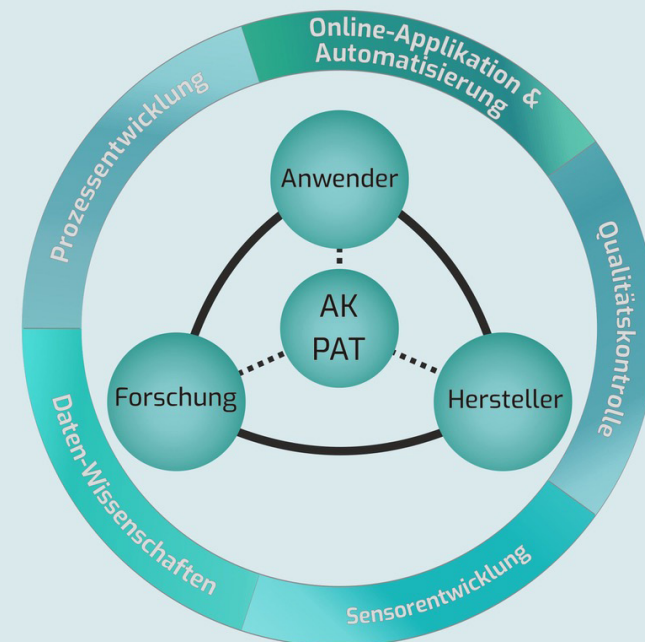 Online-Applikation &
Automatisierung
Prozessentwicklung
Qualitätskontrolle
Anwender
AK
PAT
Forschung
Hersteller
Daten-Wissenschaften
Sensorentwicklung